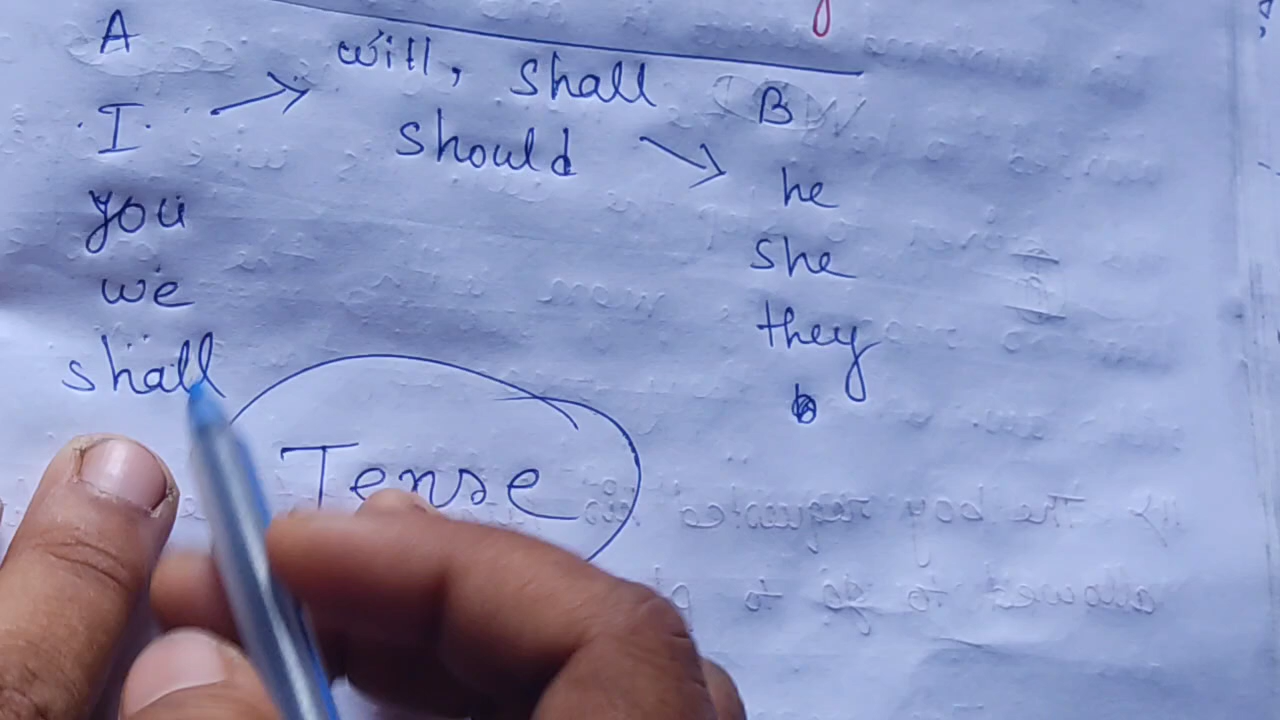 A
will, shall
B
I
should
he
you
she
we
they
shall
Tense